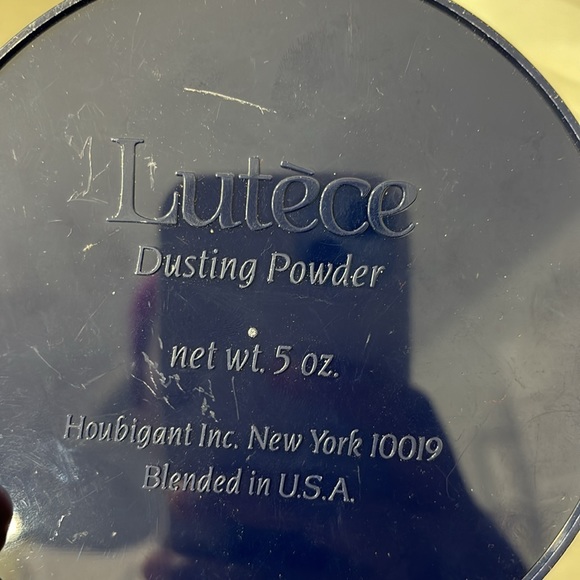 Lutèce
Dusting Powder
net wt. 5 oz.
Houbigant Inc. New York 10019
Blended in U.S.A.